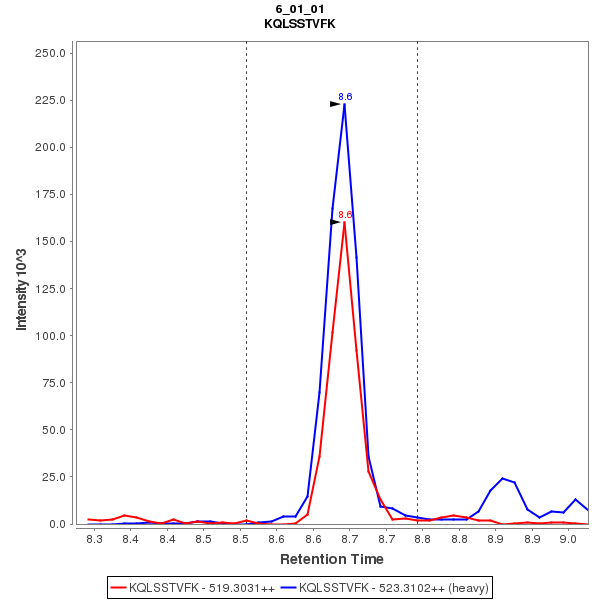 6_01_01
KQLSSTVFK
250.0
225.0
200.0
175.0
150.0
125.0
100.0
75.0
50.0
25.0
0.0
Intensity 10^3
8.6
8.6
8.3 8.4 8.4 8.5 8.5 8.6 8.6 8.7 8.7 8.8 8.8 8.9 8.9 9.0
Retention Time
KQLSSTVFK - 519.3031++ KQLSSTVFK - 523.3102++ (heavy)